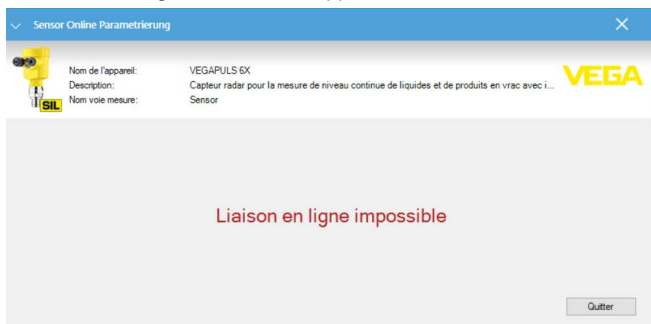 Sensor Online Parametrierung
Nom de l'appareil: VEGAPULS 6X
Description: Capteur radar pour la mesure de niveau continue de liquides et de produits en vrac avec i...
Nom voie mesure: Sensor
VEGA
SIL
Liaison en ligne impossible
Quitter